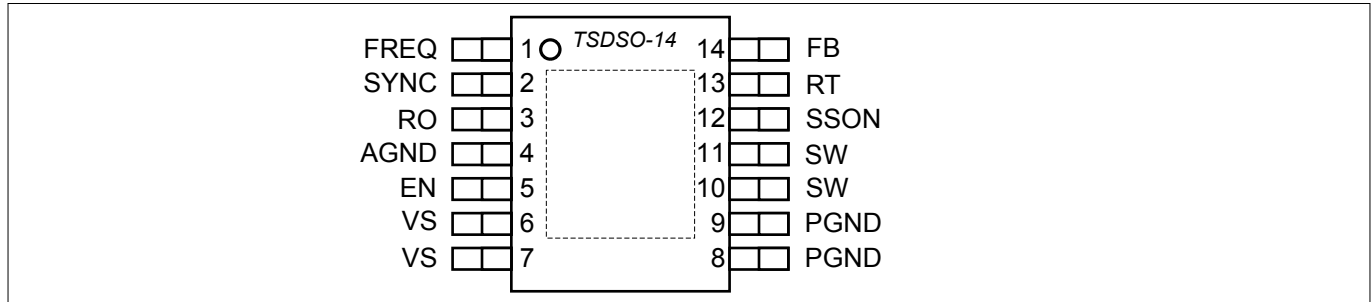 TSDSO-14
FREQ 1 14 FB
SYNC 2 13 RT
RO 3 12 SSON
AGND 4 11 SW
EN 5 10 SW
VS 6 9 PGND
VS 7 8 PGND